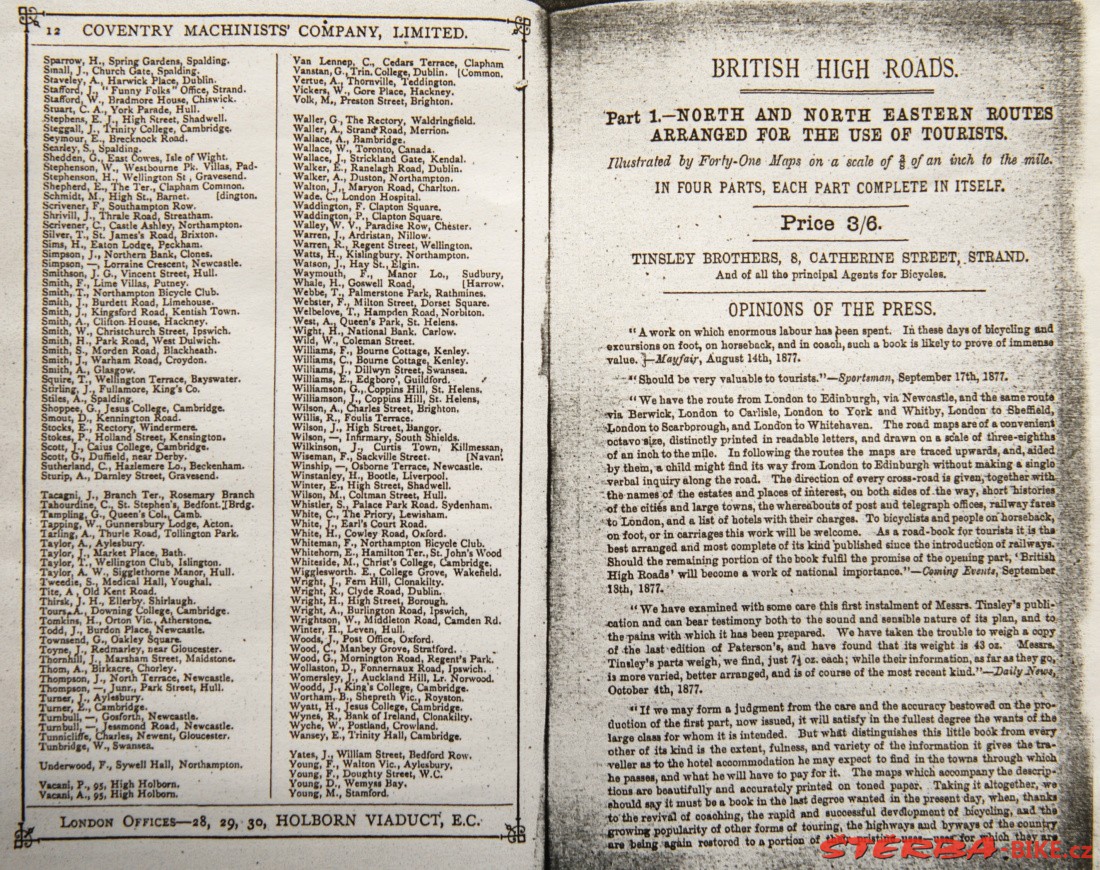 12 COVENTRY MACHINISTS' COMPANY, LIMITED.
Sparrow, H., Spring Gardens, Spalding.
Small, J., Church Gate, Spalding.
Staveley, A., Harwick Place, Dublin.
Stafford, J., "Funny Folks" Office, Strand.
Stafford, W., Bradmore House, Chiswick.
Stuart, C. A., York Parade, Hull.
Stephens, E. J., High Street, Shadwell.
Steggall, J., Trinity College, Cambridge.
Seymour, E., Brecknock Road.
Searley, S., Spalding.
Shedden, G., East Cowes, Isle of Wight.
Stephenson, W., Westbourne Pk. Villas, Pad-
Stephenson, H., Wellington St., Gravesend.
Shepherd, E., The Ter., Clapham Common.
Schmidt, M., High St., Barnet. [dington.
Scrivener, F., Southampton Row.
Shrivill, J., Thrale Road, Streatham.
Scrivener, C., Castle Ashley, Northampton.
Silver, T., St. James's Road, Brixton.
Sims, H., Eaton Lodge, Peckham.
Simpson, J., Northern Bank, Clones.
Simpson, —, Lorraine Crescent, Newcastle.
Smithson, J. G., Vincent Street, Hull.
Smith, F., Lime Villas, Putney.
Smith, T., Northampton Bicycle Club.
Smith, J., Burdett Road, Limehouse.
Smith, J., Kingsford Road, Kentish Town.
Smith, A., Clifton House, Hackney.
Smith, W., Christchurch Street, Ipswich.
Smith, H., Park Road, West Dulwich.
Smith, S., Morden Road, Blackheath.
Smith, J., Warham Road, Croydon.
Smith, A., Glasgow.
Squire, T., Wellington Terrace, Bayswater.
Stirling, J., Fullamore, King's Co.
Stiles, A., Spalding.
Shoppee, G., Jesus College, Cambridge.
Smout, D., Kennington Road.
Stocks, E., Rectory, Windermere.
Stokes, P., Holland Street, Kensington.
Scott, J., Caius College, Cambridge.
Scott, G., Duffield, near Derby.
Sutherland, C., Hazlemere Lo., Beckenham.
Sturip, A., Darnley Street, Gravesend.
Tacagni, J., Branch Ter., Rosemary Branch
Tahourdine, C., St. Stephen's, Bedfont. [Brdg.
Tampling, G., Queen's Col., Camb.
Tapping, W., Gunnersbury Lodge, Acton.
Tarling, A., Thurle Road, Tollington Park.
Taylor, A., Aylesbury.
Taylor, J., Market Place, Bath.
Taylor, T., Wellington Club, Islington.
Taylor, A. W., Sigglethorne Manor, Hull.
Tweedie, S., Medical Hall, Youghal.
Tite, A., Old Kent Road.
Thirsk, J. H., Ellerby, Shirlaugh.
Tours, A., Downing College, Cambridge.
Tomkins, H., Orton Vic., Atherstone.
Todd, J., Burdon Place, Newcastle.
Townsend, G., Oakley Square.
Toyne, J., Redmarley, near Gloucester.
Thornhill, J., Marsham Street, Maidstone.
Thom, A., Birkacre, Chorley.
Thompson, J., North Terrace, Newcastle.
Thompson, —, Junr., Park Street, Hull.
Turner, J., Aylesbury.
Turner, E., Cambridge.
Turnbull, —, Gosforth, Newcastle.
Turnbull, —, Jessmond Road, Newcastle.
Tunnicliffe, Charles, Newent, Gloucester.
Tunbridge, W., Swansea.
Underwood, F., Sywell Hall, Northampton.
Vacani, P., 95, High Holborn.
Vacani, A., 95, High Holborn.
Van Lennep, C., Cedars Terrace, Clapham
Vanstan, G., Trin. College, Dublin. [Common.
Vertue, A., Thornville, Teddington.
Vickers, W., Gore Place, Hackney.
Volk, M., Preston Street, Brighton.
Waller, G., The Rectory, Waldringfield.
Waller, A., Strand Road, Merrion.
Wallace, A., Bambridge.
Wallace, W., Toronto, Canada.
Wallace, J., Strickland Gate, Kendal.
Walker, E., Ranelagh Road, Dublin.
Walker, A., Duston, Northampton.
Walton, J., Maryon Road, Charlton.
Wade, C., London Hospital.
Waddington, F. Clapton Square.
Waddington, P., Clapton Square.
Walley, W. V., Paradise Row, Chester.
Warren, J., Ardristan, Nillow.
Warren, R., Regent Street, Wellington.
Watts, H., Kislingbury, Northampton.
Watson, J., Hay St., Elgin.
Waymouth, F., Manor Lo., Sudbury,
Whale, H., Goswell Road, [Harrow.
Webbe, T., Palmerstone Park, Rathmines.
Webster, F., Milton Street, Dorset Square.
Welbelove, T., Hampden Road, Norbiton.
West, A., Queen's Park, St. Helens.
Wight, H., National Bank, Carlow.
Wild, W., Coleman Street.
Williams, F., Bourne Cottage, Kenley.
Williams, C., Bourne Cottage, Kenley.
Williams, J., Dillwyn Street, Swansea.
Williams, E., Edgboro', Guildford.
Williamson, G., Coppins Hill, St. Helens.
Williamson, J., Coppins Hill, St. Helens,
Wilson, A., Charles Street, Brighton.
Willis, R., Foulis Terrace.
Wilson, J., High Street, Bangor.
Wilson, —, Infirmary, South Shields.
Wilkinson, J., Curtis Town, Killmessan,
Wiseman, F., Sackville Street. [Navan.
Winship, —, Osborne Terrace, Newcastle.
Winstanley, H., Bootle, Liverpool.
Winter, E., High Street, Shadwell.
Wilson, M., Coltman Street, Hull.
Whistler, S., Palace Park Road, Sydenham.
White, C., The Priory, Lewisham.
White, J., Earl's Court Road.
White, H., Cowley Road, Oxford.
Whiteman, F., Northampton Bicycle Club.
Whitehorn, E., Hamilton Ter., St. John's Wood
Whiteside, M., Christ's College, Cambridge.
Wigglesworth, E., College Grove, Wakefield.
Wright, J., Fern Hill, Clonakilty.
Wright, R., Clyde Road, Dublin.
Wright, H., High Street, Borough.
Wright, A., Burlington Road, Ipswich,
Wrightson, W., Middleton Road, Camden Rd.
Winter, H., Leven, Hull.
Woods, J., Post Office, Oxford.
Wood, C., Manbey Grove, Stratford.
Wood, G., Mornington Road, Regent's Park.
Wollaston, D., Fonnernaux Road, Ipswich.
Womersley, J., Auckland Hill, Lr. Norwood.
Woodd, J., King's College, Cambridge.
Wortham, B., Shepreth Vic., Royston.
Wyatt, H., Jesus College, Cambridge.
Wynes, R., Bank of Ireland, Clonakilty.
Wyche, W., Postland, Crowland.
Wansey, E., Trinity Hall, Cambridge.
Yates, J., William Street, Bedford Row.
Young, F., Walton Vic., Aylesbury,
Young, F., Doughty Street, W.C.
Young, D., Wemyss Bay.
Young, M., Stamford.
LONDON OFFICES—28, 29, 30, HOLBORN VIADUCT, E.C.
BRITISH HIGH ROADS.
Part 1.—NORTH AND NORTH EASTERN ROUTES
ARRANGED FOR THE USE OF TOURISTS.
Illustrated by Forty-One Maps on a scale of ⅜ of an inch to the mile.
IN FOUR PARTS, EACH PART COMPLETE IN ITSELF.
Price 3/6.
TINSLEY BROTHERS, 8, CATHERINE STREET, STRAND.
And of all the principal Agents for Bicycles.
OPINIONS OF THE PRESS.
"A work on which enormous labour has been spent. In these days of bicycling and
excursions on foot, on horseback, and in coach, such a book is likely to prove of immense
value.']—Mayfair, August 14th, 1877.
"Should be very valuable to tourists."—Sportsman, September 17th, 1877.
"We have the route from London to Edinburgh, via Newcastle, and the same route
via Berwick, London to Carlisle, London to York and Whitby, London to Sheffield,
London to Scarborough, and London to Whitehaven. The road maps are of a convenient
octavo size, distinctly printed in readable letters, and drawn on a scale of three-eighths
of an inch to the mile. In following the routes the maps are traced upwards, and, aided
by them, a child might find its way from London to Edinburgh without making a single
verbal inquiry along the road. The direction of every cross-road is given, together with
the names of the estates and places of interest, on both sides of the way, short histories
of the cities and large towns, the whereabouts of post and telegraph offices, railway fares
to London, and a list of hotels with their charges. To bicyclists and people on horseback,
on foot, or in carriages this work will be welcome. As a road-book for tourists it is the
best arranged and most complete of its kind published since the introduction of railways.
Should the remaining portion of the book fulfil the promise of the opening part, 'British
High Roads' will become a work of national importance."—Coming Events, September
18th, 1877.
"We have examined with some care this first instalment of Messrs. Tinsley's publi-
cation and can bear testimony both to the sound and sensible nature of its plan, and to
the pains with which it has been prepared. We have taken the trouble to weigh a copy
of the last edition of Paterson's, and have found that its weight is 43 oz. Messrs.
Tinsley's parts weigh, we find, just 7½ oz. each; while their information, as far as they go,
is more varied, better arranged, and is of course of the most recent kind."—Daily News,
October 4th, 1877.
"If we may form a judgment from the care and the accuracy bestowed on the pro-
duction of the first part, now issued, it will satisfy in the fullest degree the wants of the
large class for whom it is intended. But what distinguishes this little book from every
other of its kind is the extent, fulness, and variety of the information it gives the tra-
veller as to the hotel accommodation he may expect to find in the towns through which
he passes, and what he will have to pay for it. The maps which accompany the descrip-
tions are beautifully and accurately printed on toned paper. Taking it altogether, we
should say it must be a book in the last degree wanted in the present day, when, thanks
to the revival of coaching, the rapid and successful development of bicycling, and the
growing popularity of other forms of touring, the highways and byways of the country
are being again restored to a portion of for which they are
STERBA-BIKE.cz